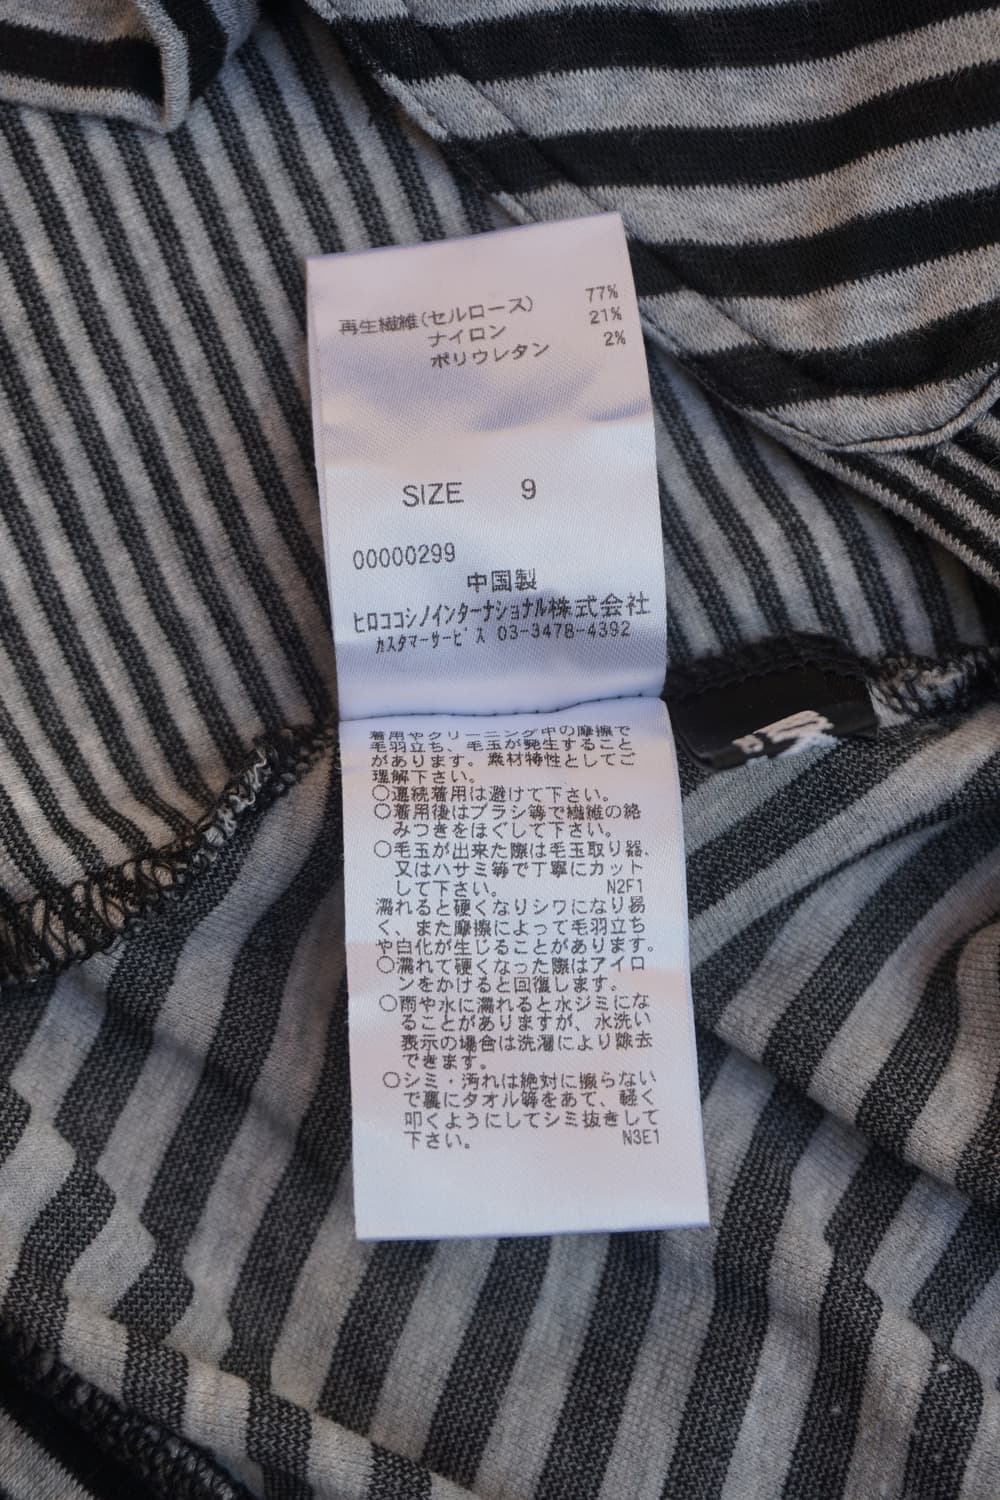 再生繊維(セルロース) 77%
ナイロン 21%
ポリウレタン 2%
SIZE 9
00000299
中国製
ヒロココシノインターナショナル株式会社
カスタマーサービス 03-3478-4392
着用やクリーニング中の摩擦で
毛羽立ち、毛玉が発生すること
があります。素材特性としてご
理解下さい。
○連続着用は避けて下さい。
○着用後はブラシ等で繊維の絡
みつきをほぐして下さい。
○毛玉が出来た際は毛玉取り器、
又はハサミ等で丁寧にカット
して下さい。 N2F1
濡れると硬くなりシワになり易
く、また摩擦によって毛羽立ち
や白化が生じることがあります。
○濡れて硬くなった際はアイロ
ンをかけると回復します。
○雨や水に濡れると水ジミにな
ることがありますが、水洗い
表示の場合は洗濯により除去
できます。
○シミ・汚れは絶対に擦らない
で裏にタオル等をあて、軽く
叩くようにしてシミ抜きして
下さい。 N3E1